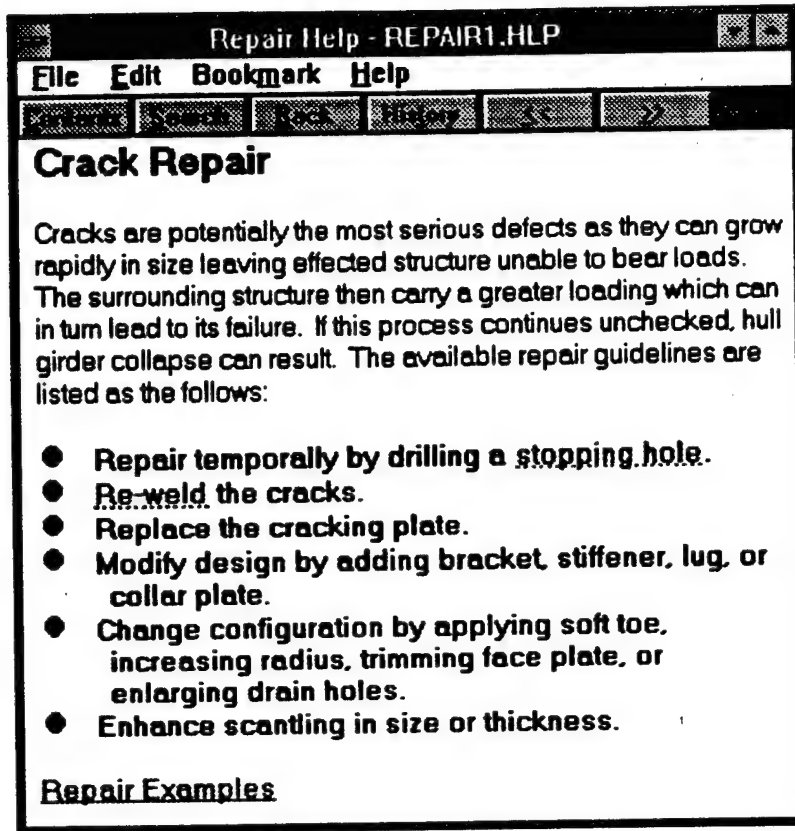 Repair Help - REPAIR1.HLP
File Edit Bookmark Help
Contents Search Back History << >>
Crack Repair
Cracks are potentially the most serious defects as they can grow
rapidly in size leaving effected structure unable to bear loads.
The surrounding structure then carry a greater loading which can
in turn lead to its failure. If this process continues unchecked, hull
girder collapse can result. The available repair guidelines are
listed as the follows:
● Repair temporally by drilling a stopping hole.
● Re-weld the cracks.
● Replace the cracking plate.
● Modify design by adding bracket, stiffener, lug, or
collar plate.
● Change configuration by applying soft toe,
increasing radius, trimming face plate, or
enlarging drain holes.
● Enhance scantling in size or thickness.
Repair Examples